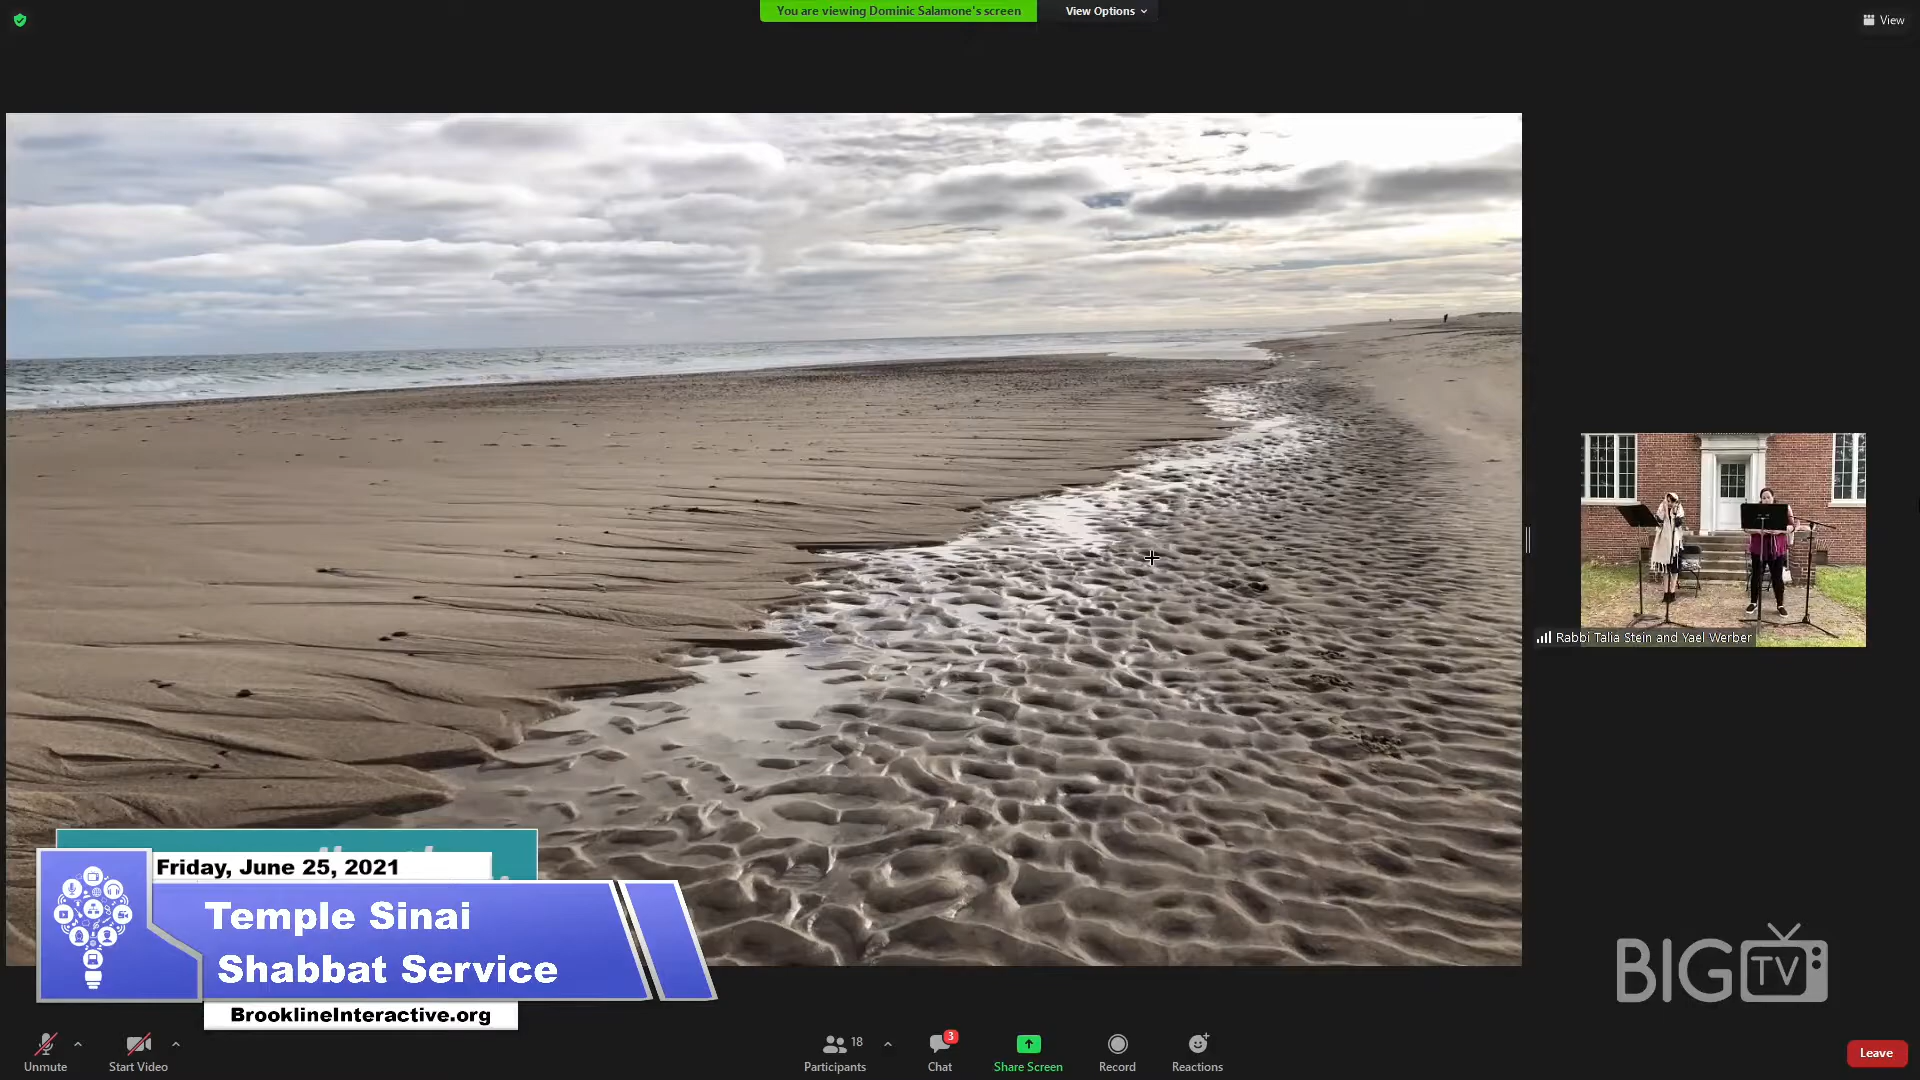 You are viewing Dominic Salamone's screen
View Options
View
Rabbi Talia Stein and Yael Werber
Friday, June 25, 2021
Temple Sinai
Shabbat Service
BrooklineInteractive.org
BIG TV
Unmute
Start Video
18
Participants
3
Chat
Share Screen
Record
Reactions
Leave